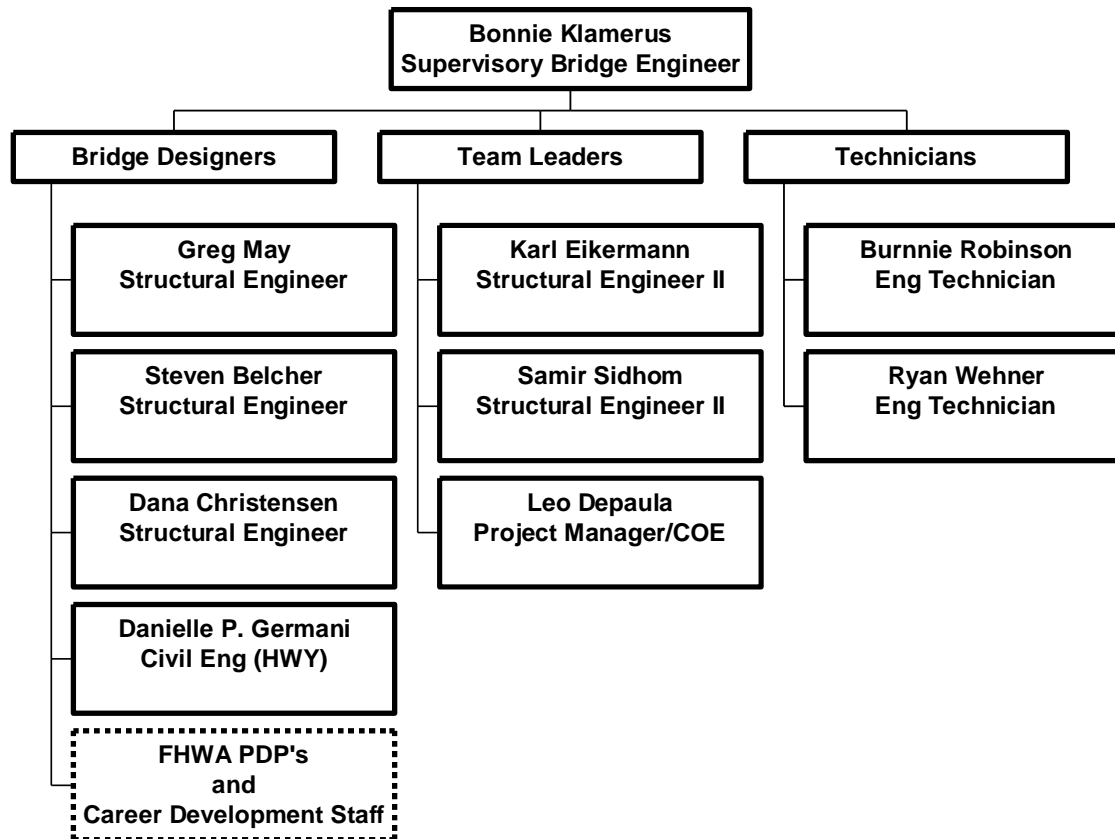 Bonnie Klamerus
Supervisory Bridge Engineer
Bridge Designers
Greg May
Structural Engineer
Steven Belcher
Structural Engineer
Dana Christensen
Structural Engineer
Danielle P. Germani
Civil Eng (HWY)
FHWA PDP's
and
Career Development Staff
Team Leaders
Karl Eikermann
Structural Engineer II
Samir Sidhom
Structural Engineer II
Leo Depaula
Project Manager/COE
Technicians
Burnnie Robinson
Eng Technician
Ryan Wehner
Eng Technician